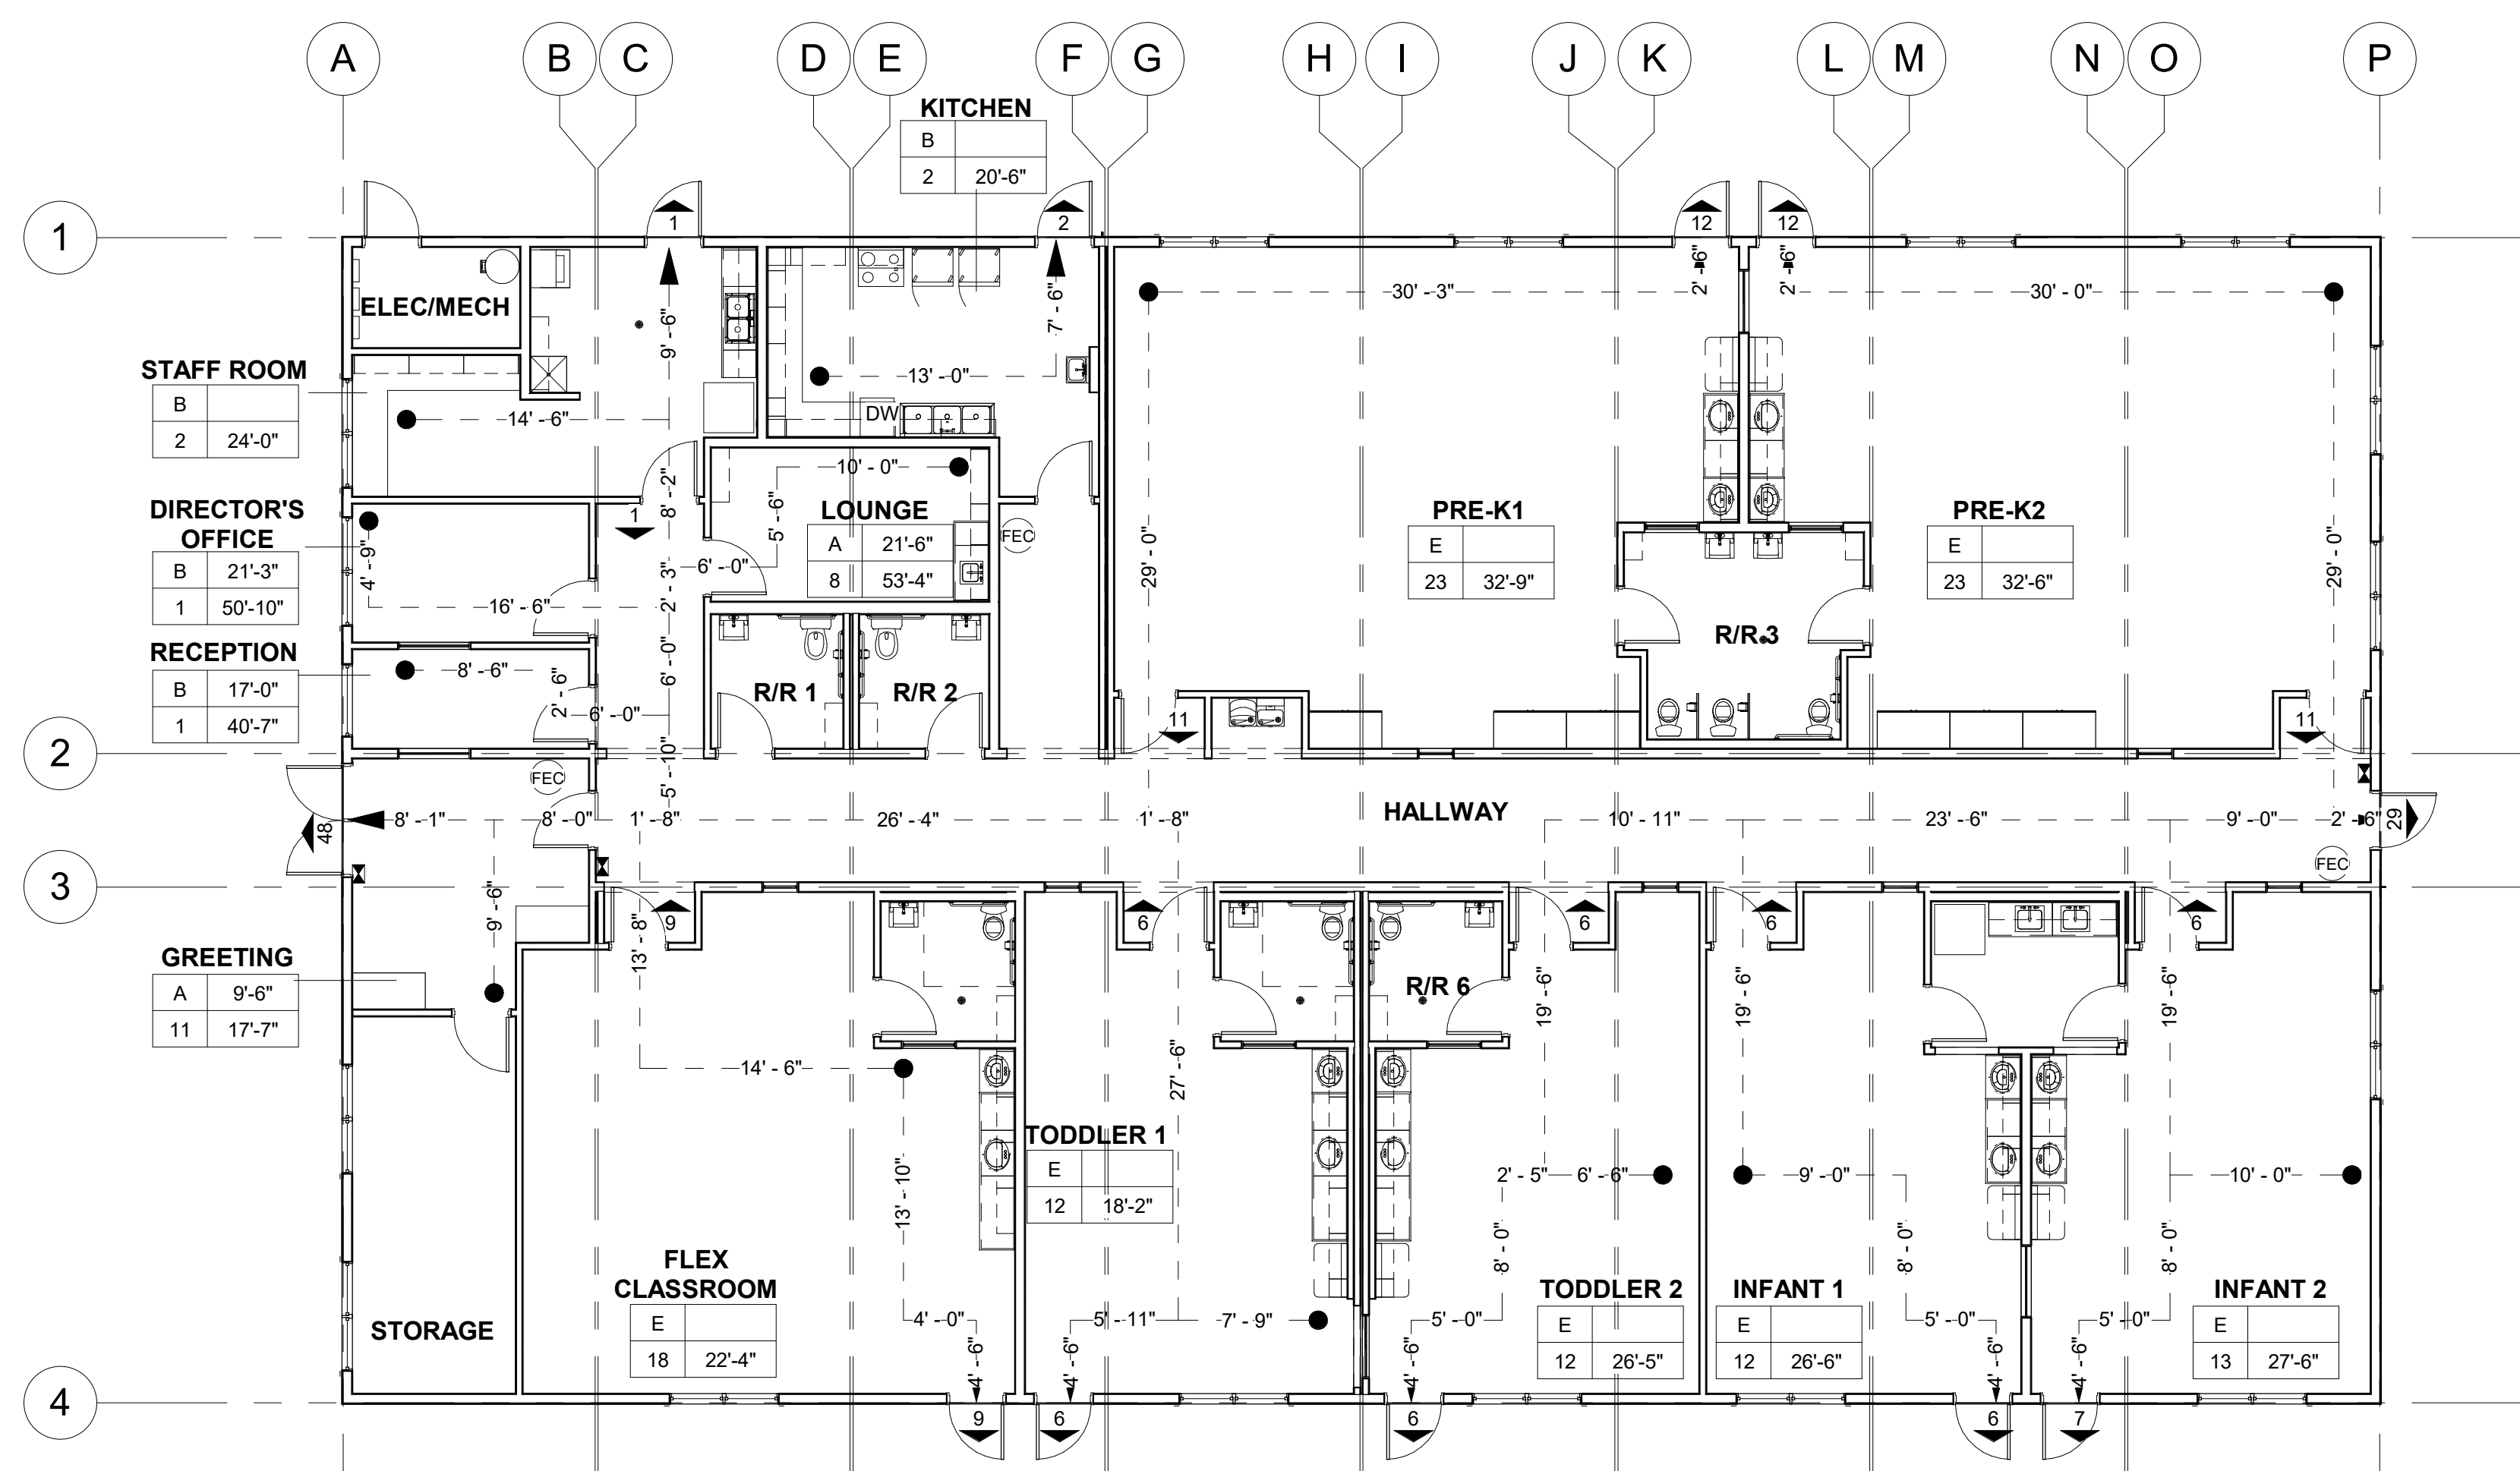 A B C D E F G H I J K L M N O P
KITCHEN
B
2 20'-6"
1
1 2 12 12
ELEC/MECH
9' - 6"
7' - 6"
2' - 6"
2' - 6"
30' - 3" 30' - 0"
STAFF ROOM
B
2 24'-0"
14' - 6"
13' - 0"
DW
10' - 0"
DIRECTOR'S
OFFICE
B 21'-3"
1 50'-10"
4' - 9"
16' - 6"
1
8' - 2"
2' - 3"
6' - 0"
5' - 6"
LOUNGE
A 21'-6"
8 53'-4"
FEC
29' - 0"
PRE-K1
E
23 32'-9"
PRE-K2
E
23 32'-6"
29' - 0"
R/R 3
RECEPTION
B 17'-0"
1 40'-7"
8' - 6"
2' - 6"
6' - 0"
6' - 0"
R/R 1 R/R 2
11 11
2
5' - 10"
FEC
48
8' - 1" 8' - 0" 1' - 8" 26' - 4" 1' - 8"
HALLWAY
10' - 11" 23' - 6" 9' - 0" 2' - 6"
29
FEC
3
9' - 6"
13' - 8"
9 6 6 6 6
GREETING
A 9'-6"
11 17'-7"
R/R 6
19' - 6"
19' - 6"
19' - 6"
14' - 6"
27' - 6"
TODDLER 1
E
12 18'-2"
13' - 10"
2' - 5" 6' - 6" 9' - 0" 10' - 0"
8' - 0"
8' - 0"
8' - 0"
FLEX
CLASSROOM
E
18 22'-4"
STORAGE
4' - 0" 5' - 11" 7' - 9" 5' - 0" 5' - 0" 5' - 0"
TODDLER 2
E
12 26'-5"
INFANT 1
E
12 26'-6"
INFANT 2
E
13 27'-6"
4' - 6"
4' - 6"
4' - 6"
4' - 6"
4' - 6"
4
9 6 6 6 7